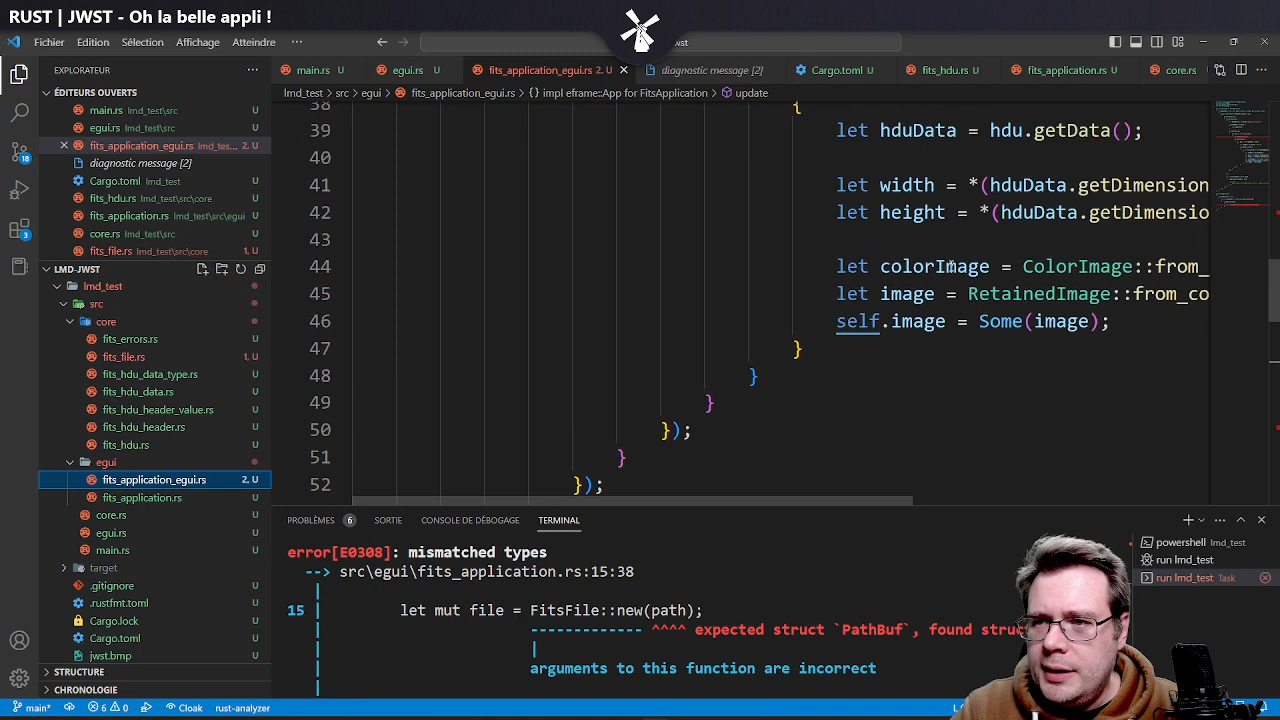 RUST | JWST - Oh la belle appli !
Fichier Edition Sélection Affichage Atteindre ··· jwst
EXPLORATEUR
ÉDITEURS OUVERTS
main.rs lmd_test\src U
egui.rs lmd_test\src U
fits_application_egui.rs lmd_tes... 2, U
diagnostic message [2]
Cargo.toml lmd_test U
fits_hdu.rs lmd_test\src\core U
fits_application.rs lmd_test\src\egui U
core.rs lmd_test\src U
fits_file.rs lmd_test\src\core 1, U
LMD-JWST
lmd_test
src
core
fits_errors.rs U
fits_file.rs 1, U
fits_hdu_data_type.rs U
fits_hdu_data.rs U
fits_hdu_header_value.rs U
fits_hdu_header.rs U
fits_hdu.rs U
egui
fits_application_egui.rs 2, U
fits_application.rs U
core.rs U
egui.rs U
main.rs U
target
.gitignore U
.rustfmt.toml U
Cargo.lock U
Cargo.toml U
jwst.bmp U
STRUCTURE
CHRONOLOGIE
18
3
main.rs U egui.rs U fits_application_egui.rs 2, U diagnostic message [2] Cargo.toml U fits_hdu.rs U fits_application.rs U core.rs
lmd_test > src > egui > fits_application_egui.rs > {} impl eframe::App for FitsApplication > update
38 {
39 let hduData = hdu.getData();
40
41 let width = *(hduData.getDimension
42 let height = *(hduData.getDimensio
43
44 let colorImage = ColorImage::from_
45 let image = RetainedImage::from_co
46 self.image = Some(image);
47 }
48 }
49 }
50 });
51 }
52 });
PROBLÈMES 6 SORTIE CONSOLE DE DÉBOGAGE TERMINAL
error[E0308]: mismatched types
--> src\egui\fits_application.rs:15:38
|
15 | let mut file = FitsFile::new(path);
| ------------- ^^^^ expected struct `PathBuf`, found struc
| |
| arguments to this function are incorrect
powershell lmd_test
run lmd_test
run lmd_test Task
main* 6 0 Cloak rust-analyzer